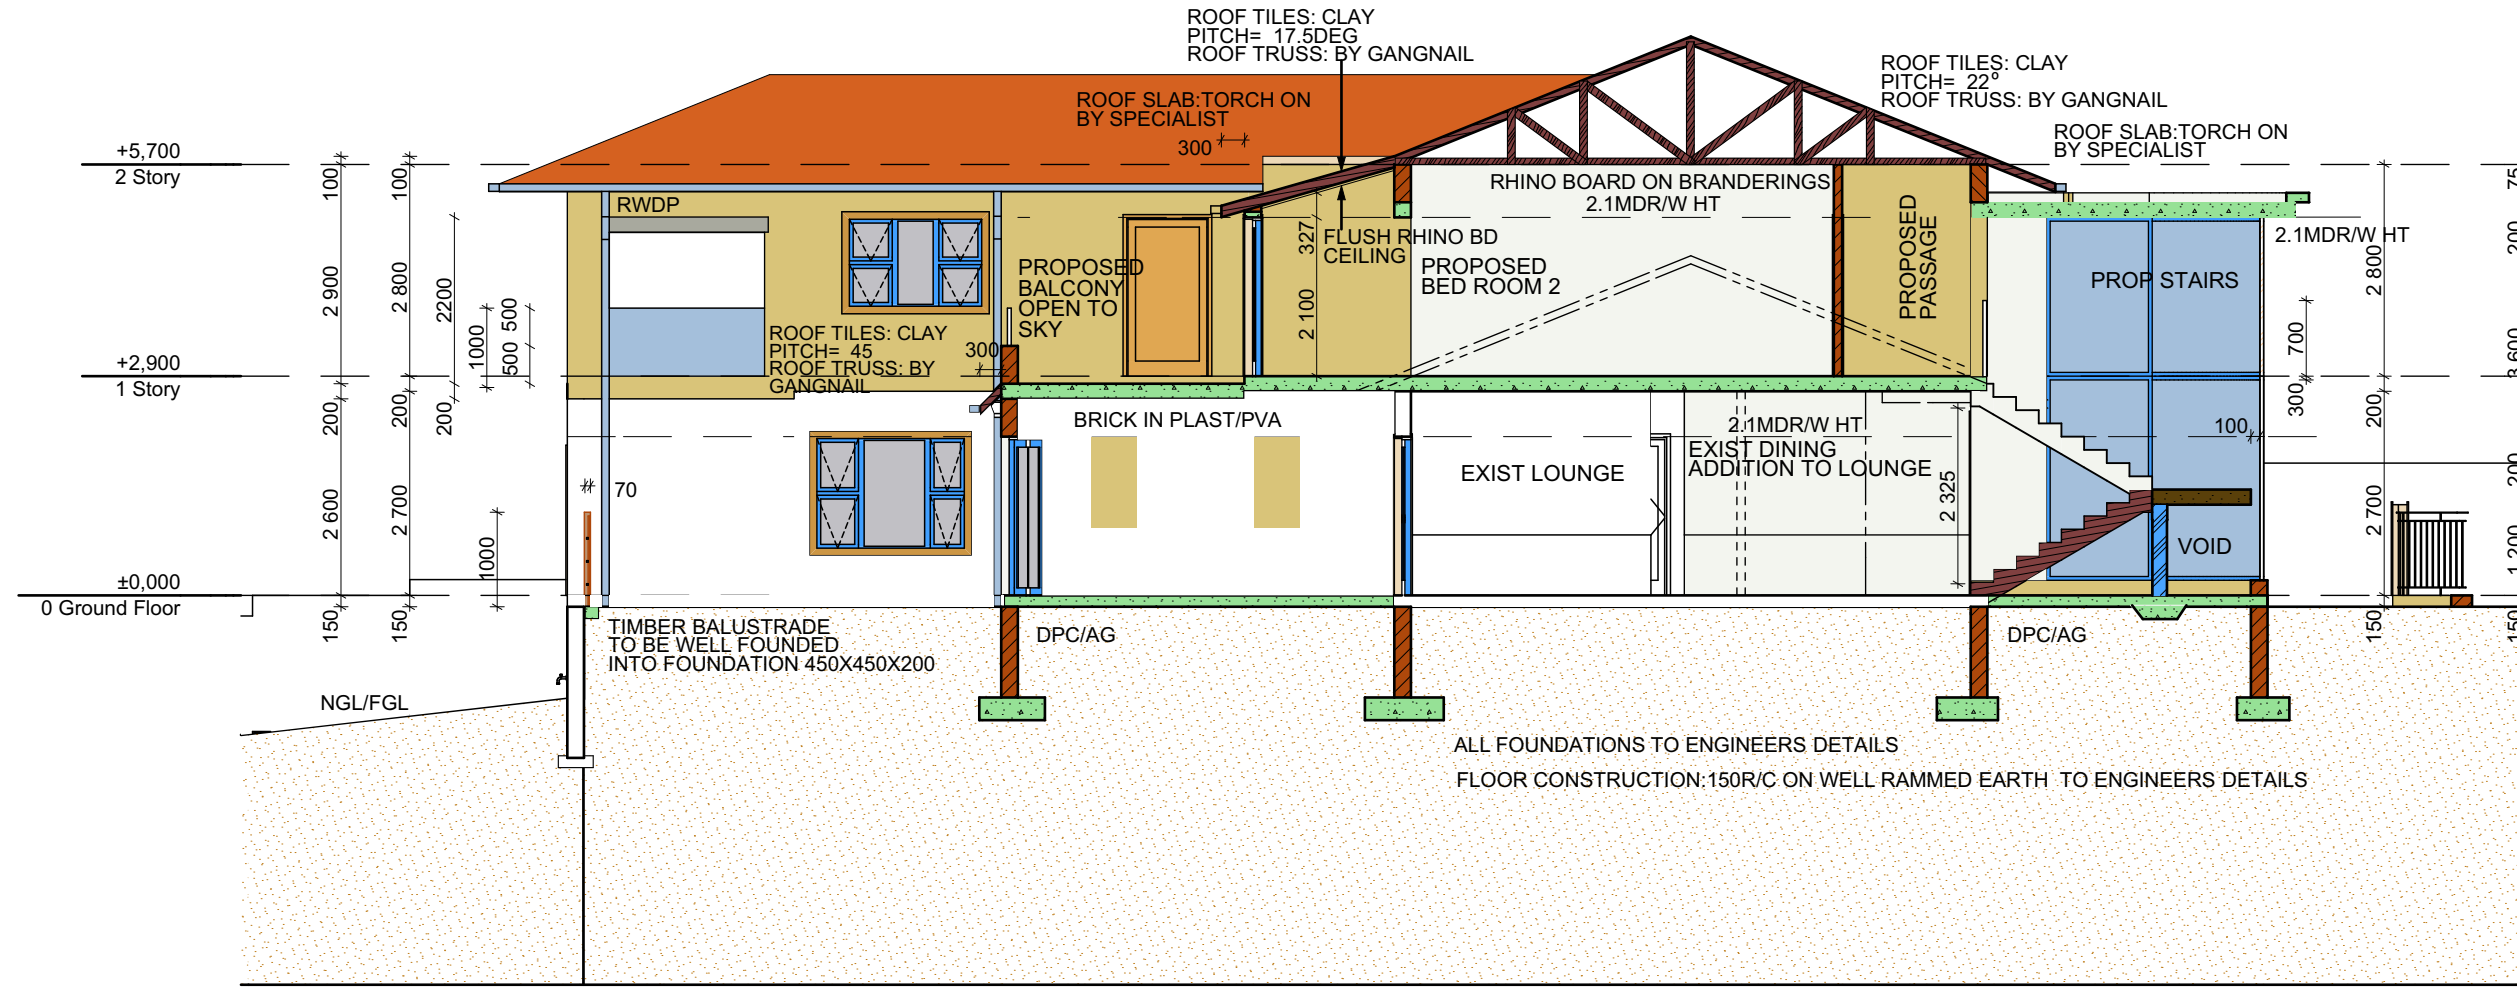 ROOF TILES: CLAY
PITCH= 17.5DEG
ROOF TRUSS: BY GANGNAIL
ROOF TILES: CLAY
PITCH= 22°
ROOF TRUSS: BY GANGNAIL
ROOF SLAB:TORCH ON
BY SPECIALIST
300
ROOF SLAB:TORCH ON
BY SPECIALIST
+5,700
2 Story
100
100
RHINO BOARD ON BRANDERINGS
2.1MDR/W HT
RWDP
327
FLUSH RHINO BD
CEILING
PROPOSED
BED ROOM 2
PROPOSED
PASSAGE
2.1MDR/W HT
PROP STAIRS
PROPOSED
BALCONY
OPEN TO
SKY
2 900
2 800
2200
1000
500
500
2 100
2 800
200
700
3 600
ROOF TILES: CLAY
PITCH= 45
ROOF TRUSS: BY
GANGNAIL
300
+2,900
1 Story
200
200
200
300
200
BRICK IN PLAST/PVA
2.1MDR/W HT
EXIST DINING
ADDITION TO LOUNGE
EXIST LOUNGE
100
70
2 600
2 700
1000
2 325
2 700
200
1 200
VOID
±0,000
0 Ground Floor
150
150
150
150
TIMBER BALUSTRADE
TO BE WELL FOUNDED
INTO FOUNDATION 450X450X200
DPC/AG
DPC/AG
NGL/FGL
ALL FOUNDATIONS TO ENGINEERS DETAILS
FLOOR CONSTRUCTION:150R/C ON WELL RAMMED EARTH TO ENGINEERS DETAILS